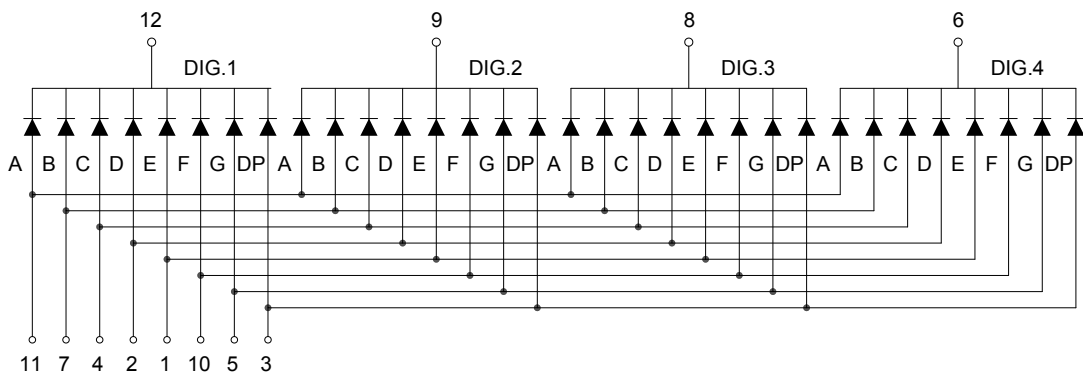 12 9 8 6
DIG.1 DIG.2 DIG.3 DIG.4
A B C D E F G DP A B C D E F G DP A B C D E F G DP A B C D E F G DP
11 7 4 2 1 10 5 3